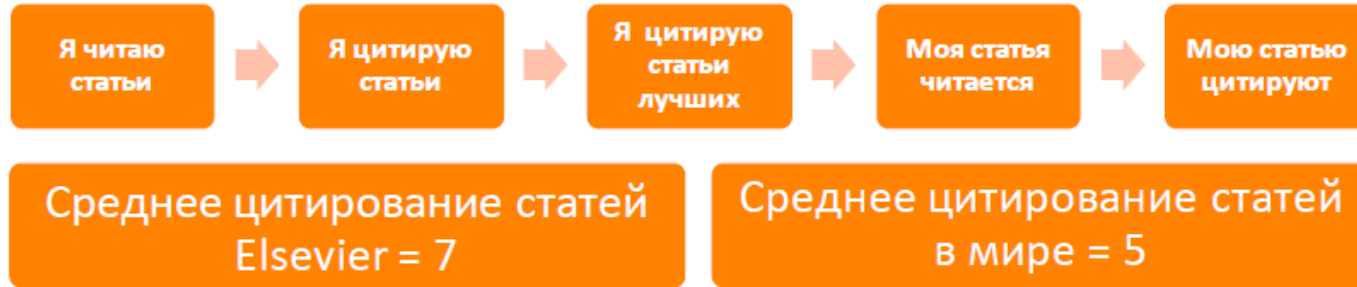 Я читаю
статьи
Я цитирую
статьи
Я цитирую
статьи
лучших
Моя статья
читается
Мою статью
цитируют
Среднее цитирование статей
Elsevier = 7
Среднее цитирование статей
в мире = 5